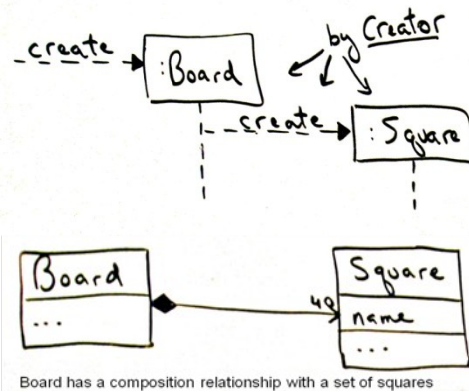 create
:Board
by Creator
create
:Square
Board
Square
40
name
...
...
Board has a composition relationship with a set of squares